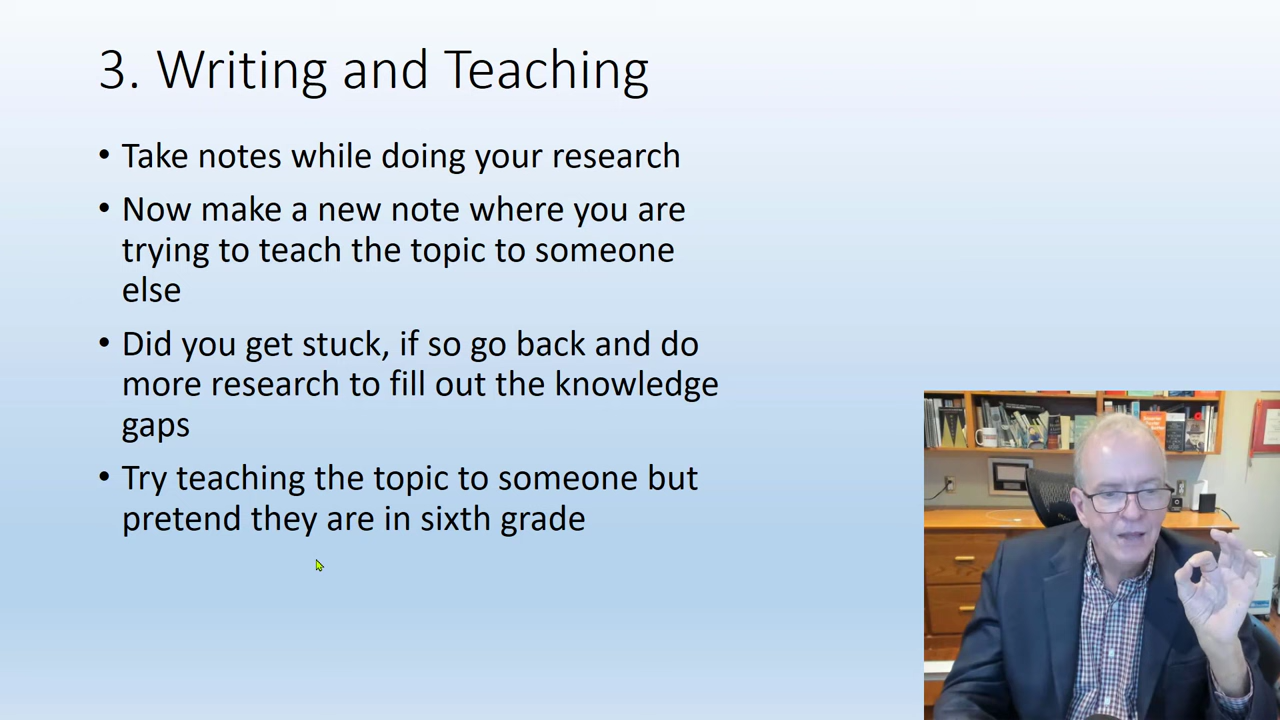 3. Writing and Teaching
• Take notes while doing your research
• Now make a new note where you are
trying to teach the topic to someone
else
• Did you get stuck, if so go back and do
more research to fill out the knowledge
gaps
• Try teaching the topic to someone but
pretend they are in sixth grade